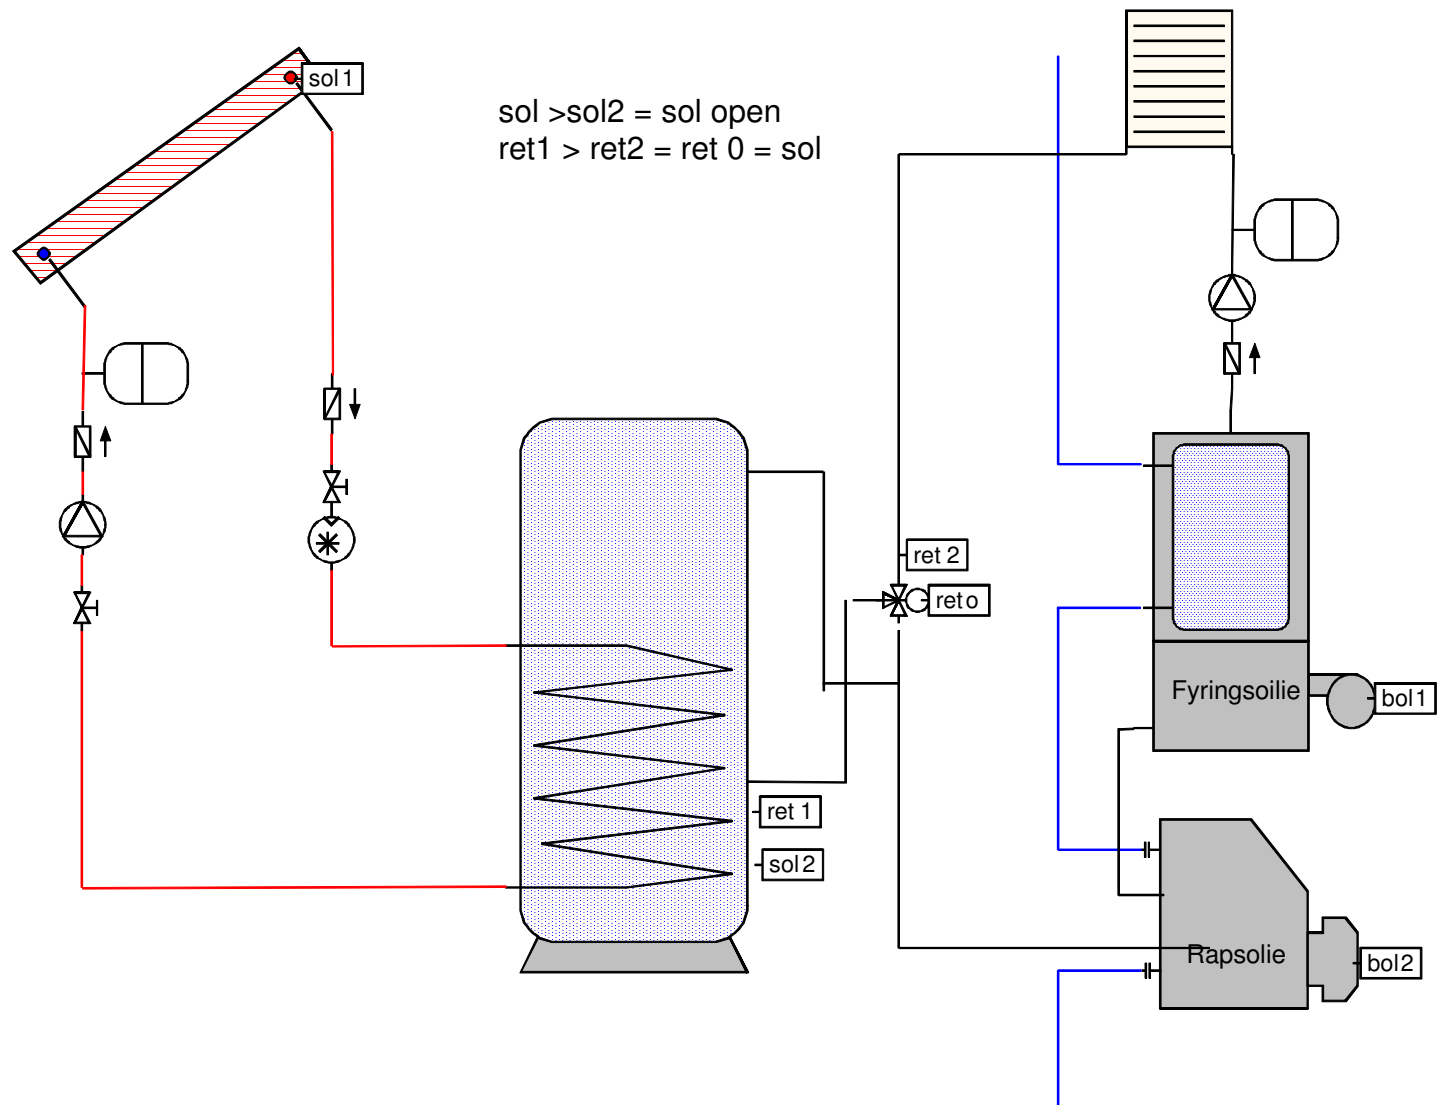 sol 1
sol >sol2 = sol open
ret1 > ret2 = ret 0 = sol
ret 2
ret o
Fyringsoilie
bol 1
ret 1
sol 2
Rapsolie
bol 2